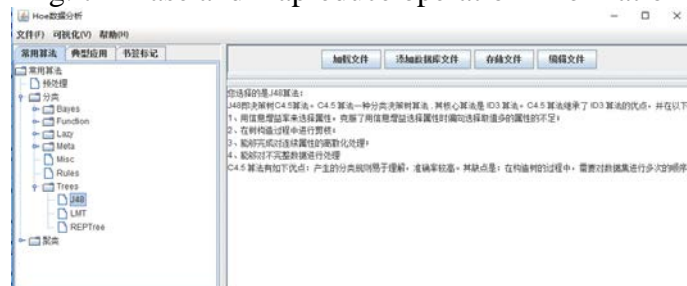 Hoe数据分析
文件(F) 可视化(V) 帮助(H)
常用算法 典型应用 书签标记
加载文件 添加数据库文件 存储文件 编辑文件
常用算法
预处理
分类
Bayes
Function
Lazy
Meta
Misc
Rules
Trees
J48
LMT
REPTree
聚类
您选择的是J48算法:
J48即决策树C4.5算法。C4.5算法一种分类决策树算法,其核心算法是 ID3 算法。C4.5算法继承了 ID3 算法的优点,并在以下
1、用信息增益率来选择属性,克服了用信息增益选择属性时偏向选择取值多的属性的不足;
2、在树构造过程中进行剪枝;
3、能够完成对连续属性的离散化处理;
4、能够对不完整数据进行处理
C4.5算法有如下优点:产生的分类规则易于理解,准确率较高。其缺点是:在构造树的过程中,需要对数据集进行多次的顺序